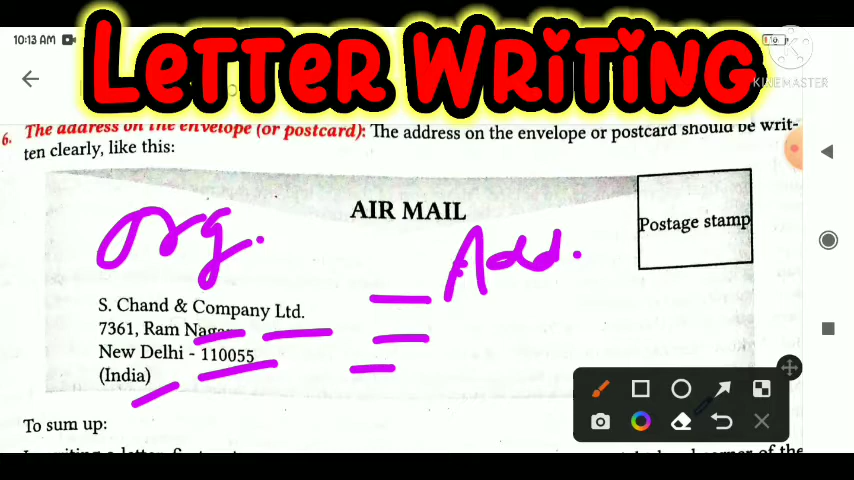 LETTER WRITING
10:13 AM
KINEMASTER
6. The address on the envelope (or postcard): The address on the envelope or postcard should be writ-
ten clearly, like this:
AIR MAIL
Postage stamp
Org.
Add.
S. Chand & Company Ltd.
7361, Ram Nagar
New Delhi - 110055
(India)
To sum up: